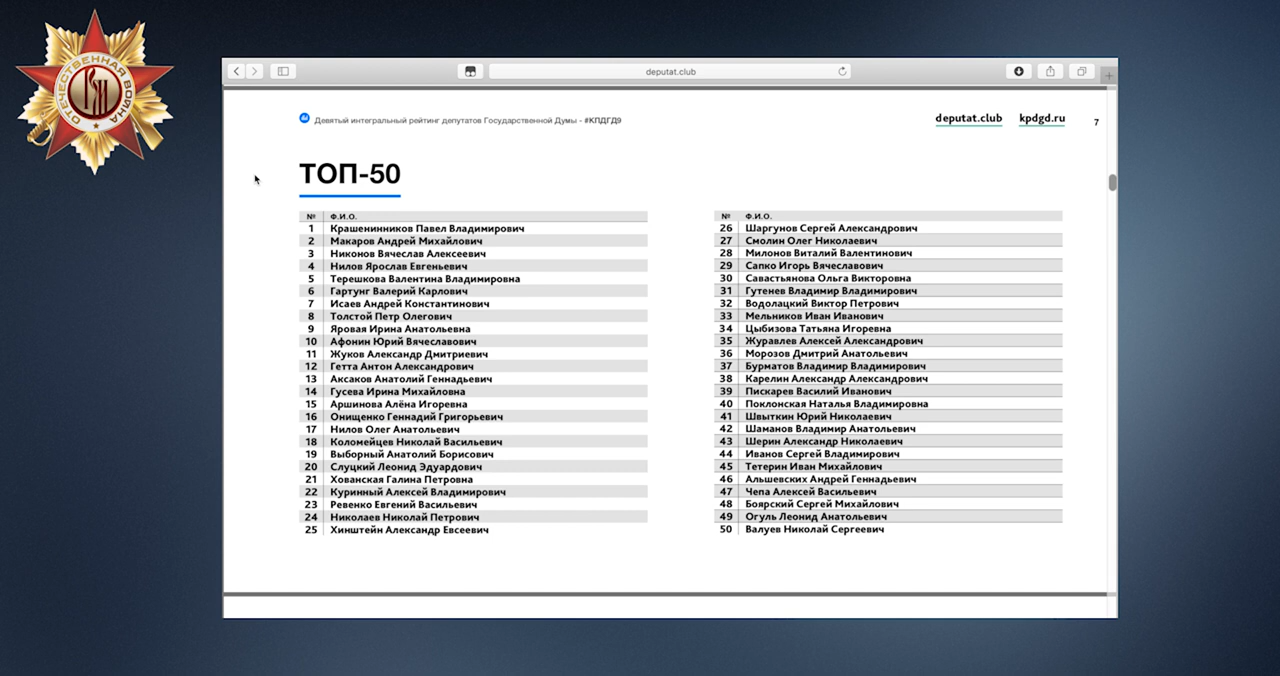 ОТЕЧЕСТВЕННАЯ ВОЙНА
deputat.club
Девятый интегральный рейтинг депутатов Государственной Думы - #КПДГД9
deputat.club kpdgd.ru 7
ТОП-50
№ Ф.И.О.
1 Крашенинников Павел Владимирович
2 Макаров Андрей Михайлович
3 Никонов Вячеслав Алексеевич
4 Нилов Ярослав Евгеньевич
5 Терешкова Валентина Владимировна
6 Гартунг Валерий Карлович
7 Исаев Андрей Константинович
8 Толстой Петр Олегович
9 Яровая Ирина Анатольевна
10 Афонин Юрий Вячеславович
11 Жуков Александр Дмитриевич
12 Гетта Антон Александрович
13 Аксаков Анатолий Геннадьевич
14 Гусева Ирина Михайловна
15 Аршинова Алёна Игоревна
16 Онищенко Геннадий Григорьевич
17 Нилов Олег Анатольевич
18 Коломейцев Николай Васильевич
19 Выборный Анатолий Борисович
20 Слуцкий Леонид Эдуардович
21 Хованская Галина Петровна
22 Куринный Алексей Владимирович
23 Ревенко Евгений Васильевич
24 Николаев Николай Петрович
25 Хинштейн Александр Евсеевич
№ Ф.И.О.
26 Шаргунов Сергей Александрович
27 Смолин Олег Николаевич
28 Милонов Виталий Валентинович
29 Сапко Игорь Вячеславович
30 Савастьянова Ольга Викторовна
31 Гутенев Владимир Владимирович
32 Водолацкий Виктор Петрович
33 Мельников Иван Иванович
34 Цыбизова Татьяна Игоревна
35 Журавлев Алексей Александрович
36 Морозов Дмитрий Анатольевич
37 Бурматов Владимир Владимирович
38 Карелин Александр Александрович
39 Пискарев Василий Иванович
40 Поклонская Наталья Владимировна
41 Швыткин Юрий Николаевич
42 Шаманов Владимир Анатольевич
43 Шерин Александр Николаевич
44 Иванов Сергей Владимирович
45 Тетерин Иван Михайлович
46 Альшевских Андрей Геннадьевич
47 Чепа Алексей Васильевич
48 Боярский Сергей Михайлович
49 Огуль Леонид Анатольевич
50 Валуев Николай Сергеевич